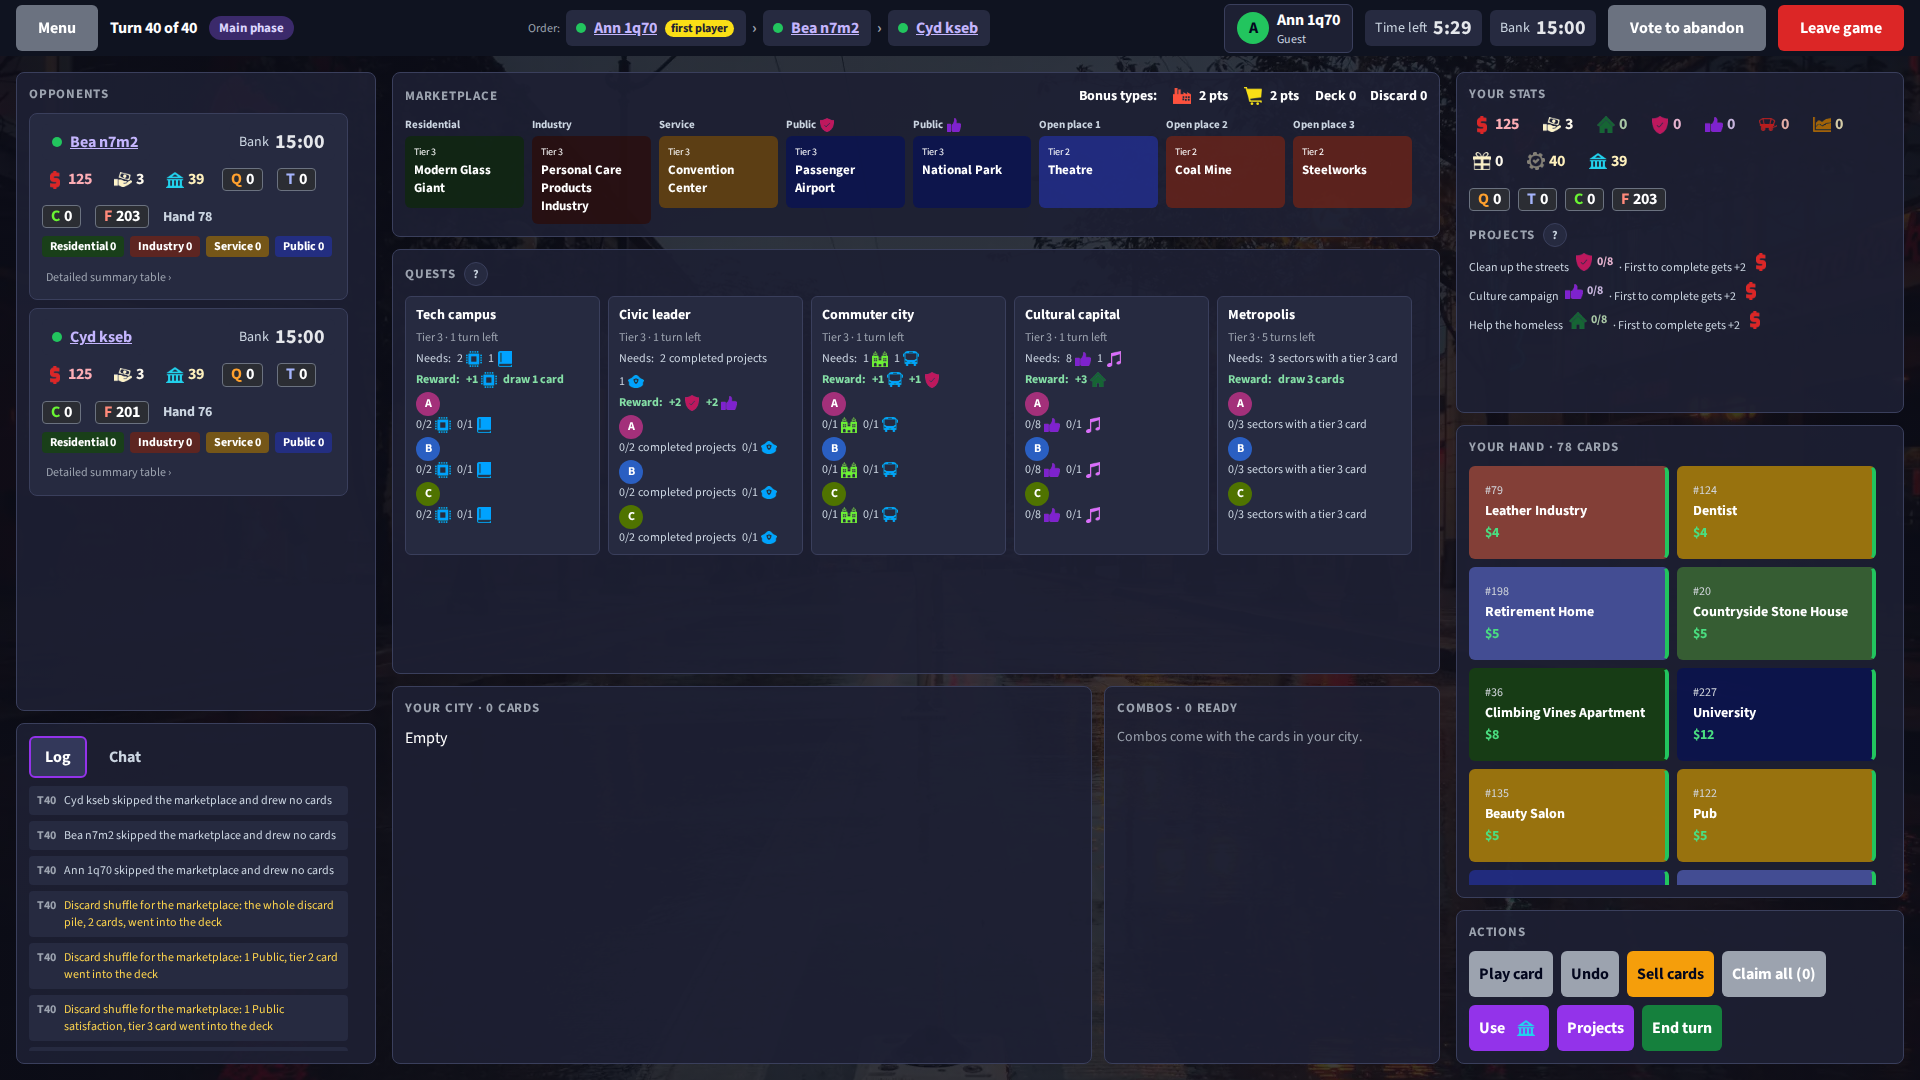 Menu
Turn 40 of 40
Main phase
Order:
Ann 1q70 first player
›
Bea n7m2
›
Cyd kseb
A
Ann 1q70
Guest
Time left 5:29
Bank 15:00
Vote to abandon
Leave game
OPPONENTS
Bea n7m2
Bank 15:00
125 3 39 Q 0 T 0
C 0 F 203 Hand 78
Residential 0 Industry 0 Service 0 Public 0
Detailed summary table ›
Cyd kseb
Bank 15:00
125 3 39 Q 0 T 0
C 0 F 201 Hand 76
Residential 0 Industry 0 Service 0 Public 0
Detailed summary table ›
Log
Chat
T40 Cyd kseb skipped the marketplace and drew no cards
T40 Bea n7m2 skipped the marketplace and drew no cards
T40 Ann 1q70 skipped the marketplace and drew no cards
T40 Discard shuffle for the marketplace: the whole discard
pile, 2 cards, went into the deck
T40 Discard shuffle for the marketplace: 1 Public, tier 2 card
went into the deck
T40 Discard shuffle for the marketplace: 1 Public
satisfaction, tier 3 card went into the deck
MARKETPLACE
Bonus types: 2 pts 2 pts Deck 0 Discard 0
Residential
Tier 3
Modern Glass
Giant
Industry
Tier 3
Personal Care
Products
Industry
Service
Tier 3
Convention
Center
Public
Tier 3
Passenger
Airport
Public
Tier 3
National Park
Open place 1
Tier 2
Theatre
Open place 2
Tier 2
Coal Mine
Open place 3
Tier 2
Steelworks
QUESTS ?
Tech campus
Tier 3 · 1 turn left
Needs: 2 1
Reward: +1 draw 1 card
A
0/2 0/1
B
0/2 0/1
C
0/2 0/1
Civic leader
Tier 3 · 1 turn left
Needs: 2 completed projects
1
Reward: +2 +2
A
0/2 completed projects 0/1
B
0/2 completed projects 0/1
C
0/2 completed projects 0/1
Commuter city
Tier 3 · 1 turn left
Needs: 1 1
Reward: +1 +1
A
0/1 0/1
B
0/1 0/1
C
0/1 0/1
Cultural capital
Tier 3 · 1 turn left
Needs: 8 1
Reward: +3
A
0/8 0/1
B
0/8 0/1
C
0/8 0/1
Metropolis
Tier 3 · 5 turns left
Needs: 3 sectors with a tier 3 card
Reward: draw 3 cards
A
0/3 sectors with a tier 3 card
B
0/3 sectors with a tier 3 card
C
0/3 sectors with a tier 3 card
YOUR CITY · 0 CARDS
Empty
COMBOS · 0 READY
Combos come with the cards in your city.
YOUR STATS
125 3 0 0 0 0 0
0 40 39
Q 0 T 0 C 0 F 203
PROJECTS ?
Clean up the streets 0/8 · First to complete gets +2
Culture campaign 0/8 · First to complete gets +2
Help the homeless 0/8 · First to complete gets +2
YOUR HAND · 78 CARDS
#79
Leather Industry
$4
#124
Dentist
$4
#198
Retirement Home
$5
#20
Countryside Stone House
$5
#36
Climbing Vines Apartment
$8
#227
University
$12
#135
Beauty Salon
$5
#122
Pub
$5
ACTIONS
Play card
Undo
Sell cards
Claim all (0)
Use
Projects
End turn